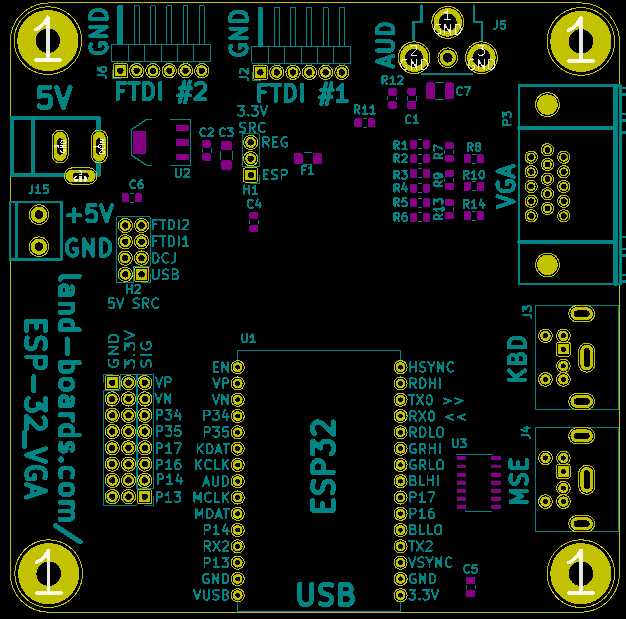 1
GND
J6
FTDI #2
GND
J2
FTDI #1
AUD
1
GND
2
GND
3
GND
J5
1
5V
3.3V
SRC
REG
ESP
H1
R11
R12
C1
C7
P3
VGA
U2
C2
C3
F1
C4
C6
R1
R2
R3
R4
R5
R6
R7
R9
R13
R8
R10
R14
J15
+5V
GND
FTDI2
FTDI1
DCJ
USB
H2
5V SRC
land-boards.com/
ESP-32_VGA
GND
3.3V
SIG
VP
VN
P34
P35
P17
P16
P14
P13
U1
EN
VP
VN
P34
P35
KDAT
KCLK
AUD
MCLK
MDAT
P14
RX2
P13
GND
VUSB
ESP32
USB
HSYNC
RDHI
TX0 >>
RX0 <<
RDLO
GRHI
GRLO
BLHI
P17
P16
BLLO
TX2
VSYNC
GND
3.3V
U3
C5
J3
KBD
J4
MSE
1
1